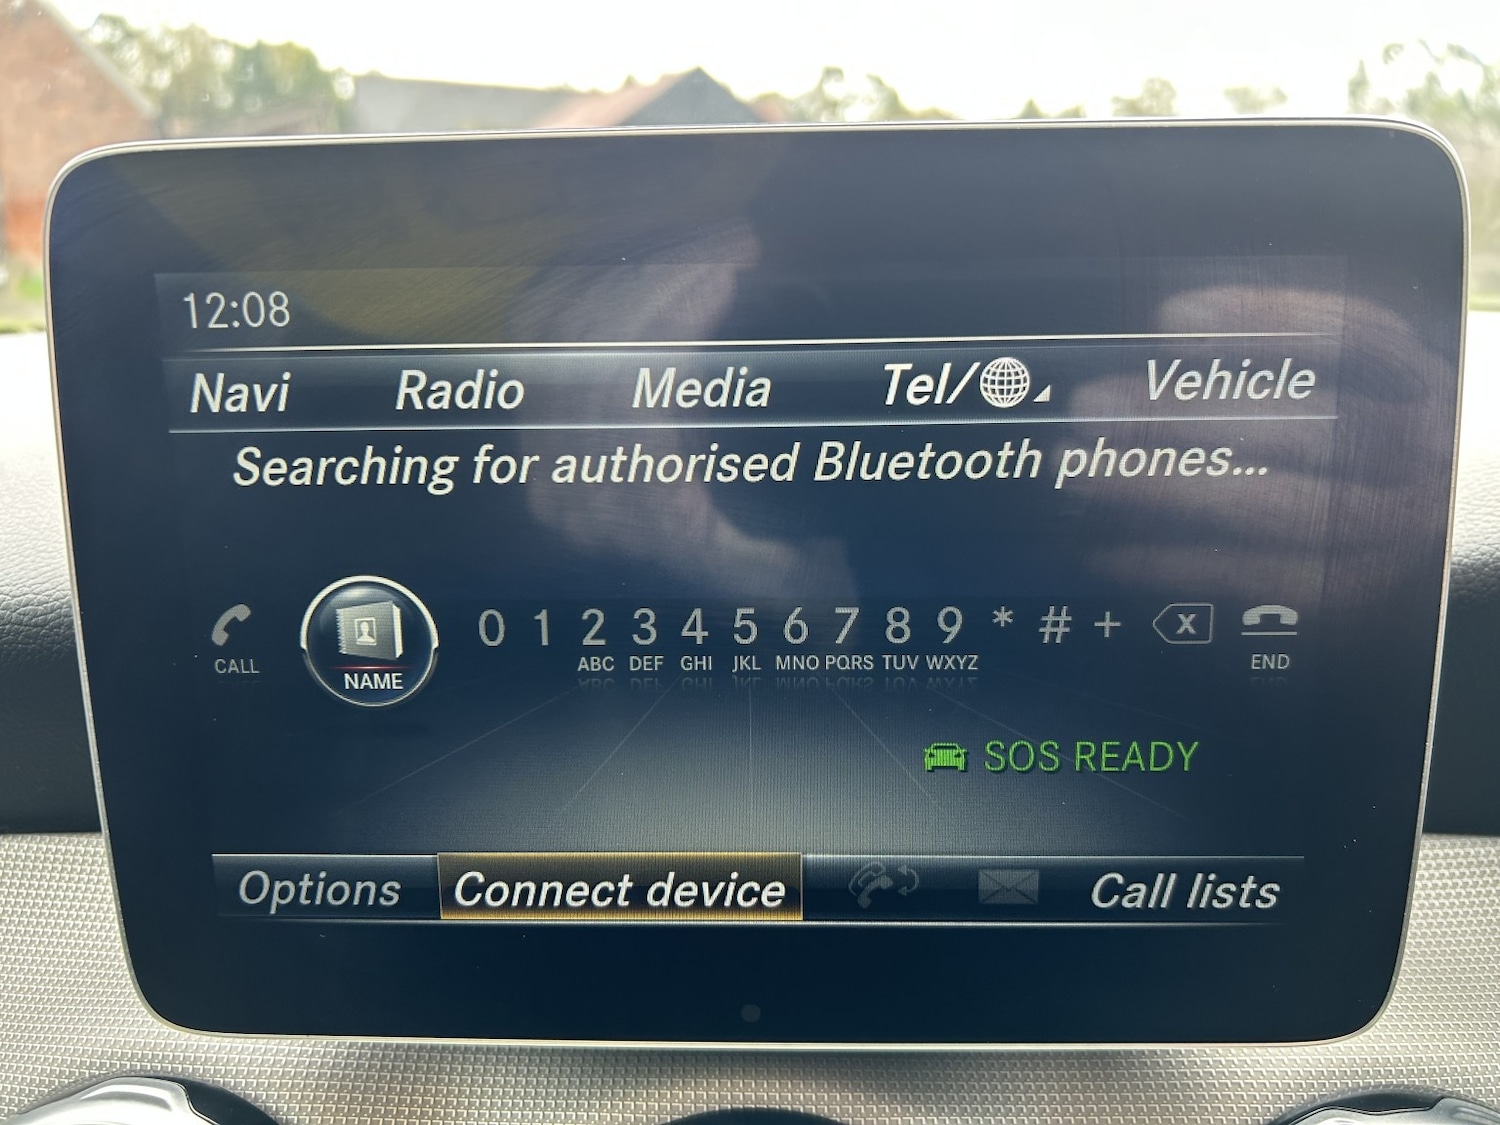 12:08
Navi Radio Media Tel/ Vehicle
Searching for authorised Bluetooth phones...
0 1 2 3 4 5 6 7 8 9 * # + X
CALL NAME ABC DEF GHI JKL MNO PQRS TUV WXYZ END
SOS READY
Options Connect device Call lists